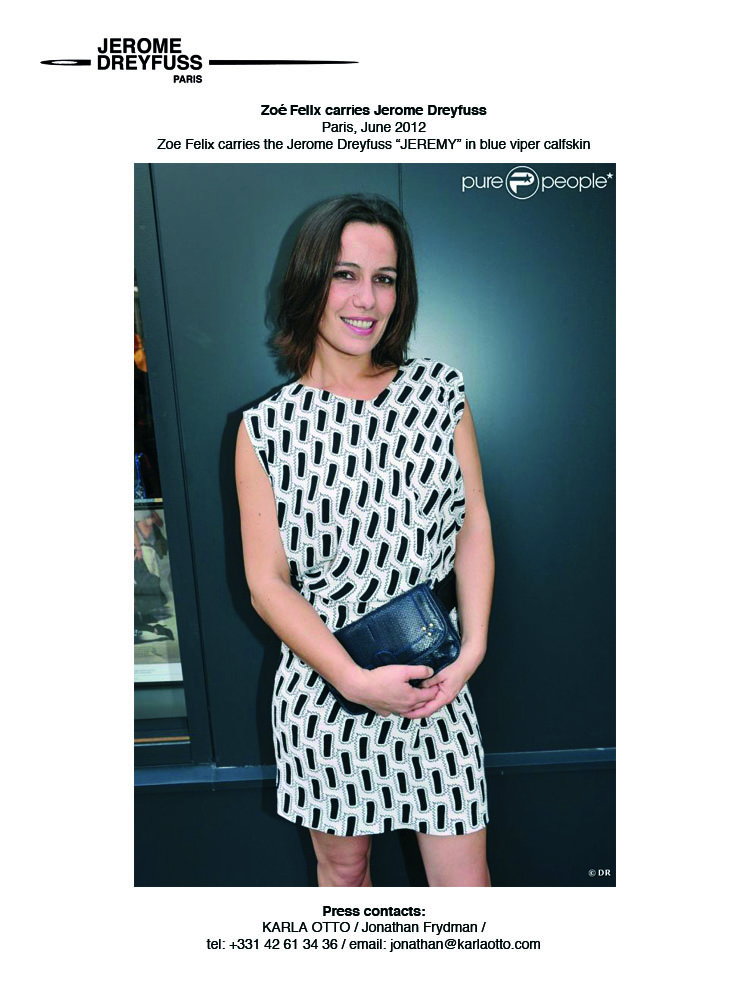 JEROME
DREYFUSS
PARIS
Zoé Felix carries Jerome Dreyfuss
Paris, June 2012
Zoe Felix carries the Jerome Dreyfuss “JEREMY” in blue viper calfskin
pure P people*
© DR
Press contacts:
KARLA OTTO / Jonathan Frydman /
tel: +331 42 61 34 36 / email: jonathan@karlaotto.com